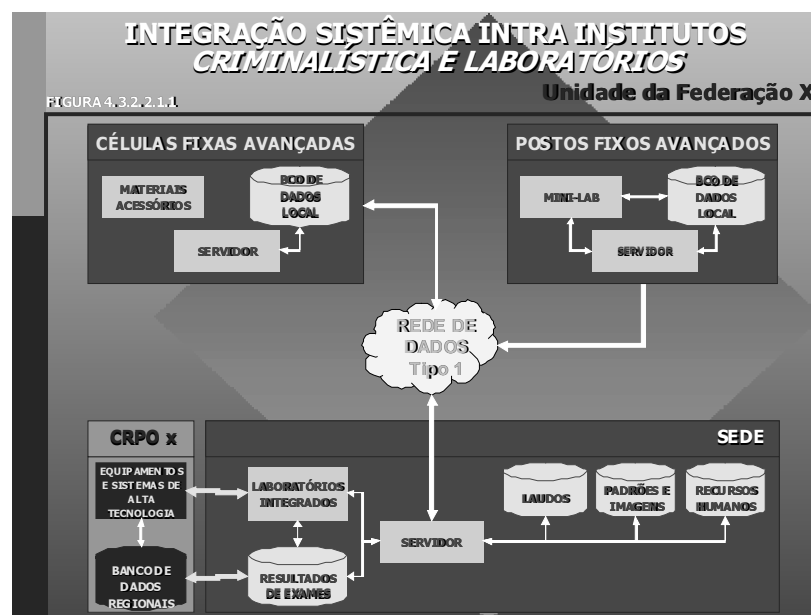 INTEGRAÇÃO SISTÊMICA INTRA INSTITUTOS
CRIMINALÍSTICA E LABORATÓRIOS
Unidade da Federação X
FIGURA 4.3.2.2.1.1
CÉLULAS FIXAS AVANÇADAS
MATERIAIS
ACESSÓRIOS
BCO DE
DADOS
LOCAL
SERVIDOR
POSTOS FIXOS AVANÇADOS
MINI-LAB
BCO DE
DADOS
LOCAL
SERVIDOR
REDE DE
DADOS
Tipo 1
CRPO x
EQUIPAMENTOS
E SISTEMAS DE
ALTA
TECNOLOGIA
BANCO DE
DADOS
REGIONAIS
SEDE
LABORATÓRIOS
INTEGRADOS
RESULTADOS
DE EXAMES
SERVIDOR
LAUDOS
PADRÕES E
IMAGENS
RECURSOS
HUMANOS